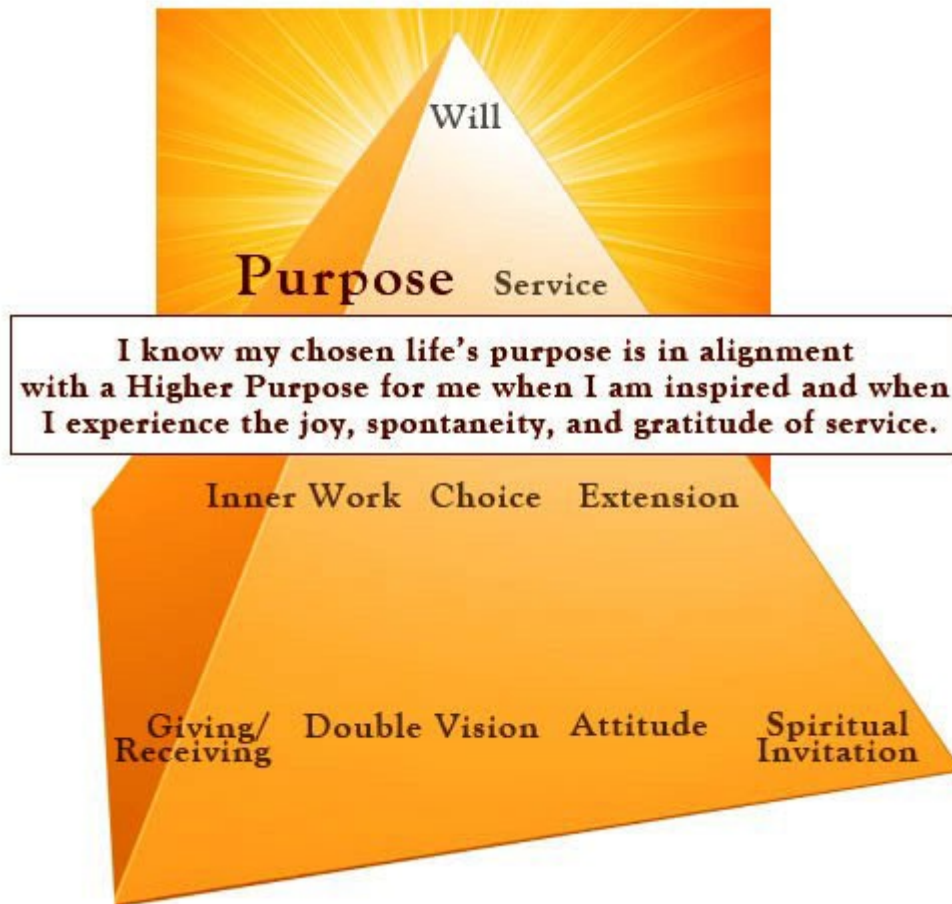 Will
Purpose Service
I know my chosen life's purpose is in alignment
with a Higher Purpose for me when I am inspired and when
I experience the joy, spontaneity, and gratitude of service.
Inner Work Choice Extension
Giving/ Double Vision Attitude Spiritual
Receiving Invitation